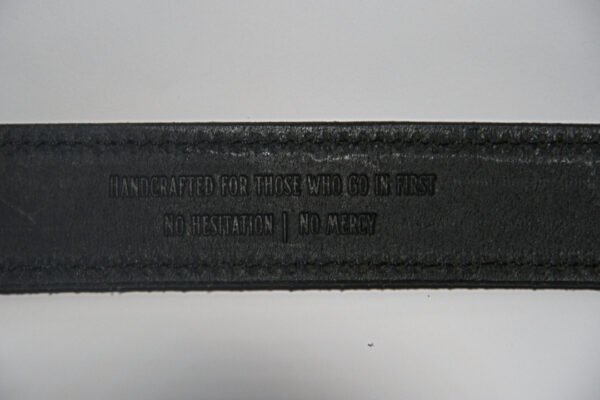 HANDCRAFTED FOR THOSE WHO GO IN FIRST
NO HESITATION | NO MERCY